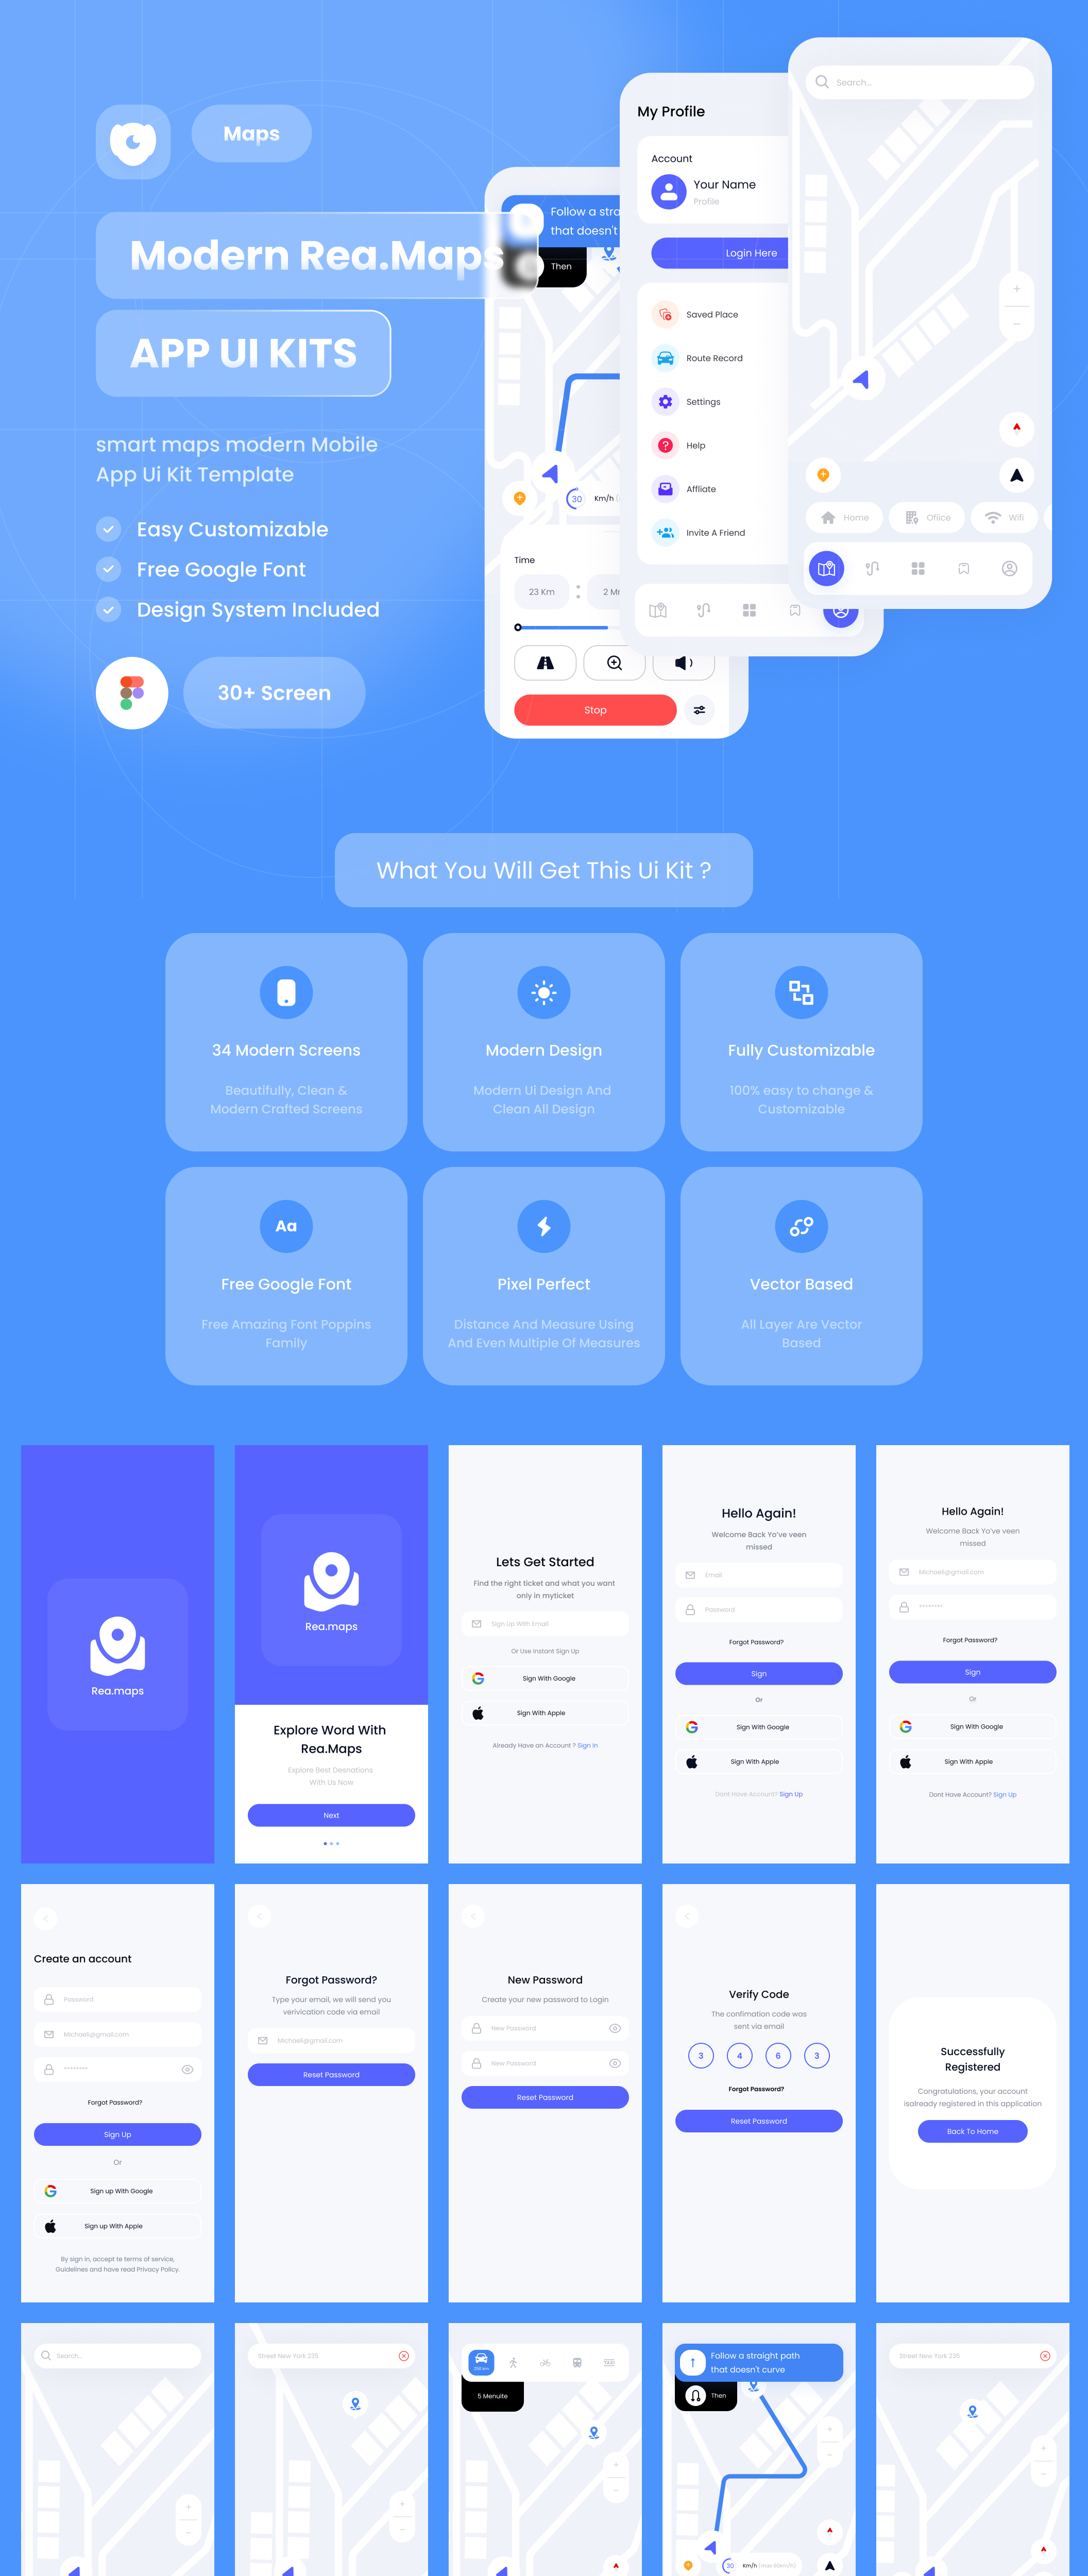 Maps
Modern Rea.Maps
APP UI KITS
smart maps modern Mobile
App Ui Kit Template
Easy Customizable
Free Google Font
Design System Included
30+ Screen
Follow a stra
that doesn't
Then
30
Km/h
Time
23 Km
:
2 Mi
Stop
My Profile
Account
Your Name
Profile
Login Here
Saved Place
Route Record
Settings
Help
Affliate
Invite A Friend
Search...
+
−
Home
Ofiice
Wifi
What You Will Get This Ui Kit ?
34 Modern Screens
Beautifully, Clean &
Modern Crafted Screens
Modern Design
Modern Ui Design And
Clean All Design
Fully Customizable
100% easy to change &
Customizable
Aa
Free Google Font
Free Amazing Font Poppins
Family
Pixel Perfect
Distance And Measure Using
And Even Multiple Of Measures
Vector Based
All Layer Are Vector
Based
Rea.maps
Rea.maps
Explore Word With
Rea.Maps
Explore Best Desnations
With Us Now
Next
Lets Get Started
Find the right ticket and what you want
only in myticket
Sign Up With Email
Or Use Instant Sign Up
Sign With Google
Sign With Apple
Already Have an Account ? Sign In
Hello Again!
Welcome Back Yo've veen
missed
Email
Password
Forgot Password?
Sign
Or
Sign With Google
Sign With Apple
Dont Have Account? Sign Up
Hello Again!
Welcome Back Yo've veen
missed
Michaeli@gmail.com
********
Forgot Password?
Sign
Or
Sign With Google
Sign With Apple
Dont Have Account? Sign Up
Create an account
Password
Michaeli@gmail.com
********
Forgot Password?
Sign Up
Or
Sign up With Google
Sign up With Apple
By sign in, accept te terms of service,
Guidelines and have read Privacy Policy.
Forgot Password?
Type your email, we will send you
verivication code via email
Michaeli@gmail.com
Reset Password
New Password
Create your new password to Login
New Password
New Password
Reset Password
Verify Code
The confimation code was
sent via email
3 4 6 3
Forgot Password?
Reset Password
Successfully
Registered
Congratulations, your account
isalready registered in this application
Back To Home
Search...
+
−
Street New York 235
+
−
5 Menuite
+
−
Follow a straight path
that doesn't curve
Then
+
−
30
Km/h (max 90km/h)
Street New York 235
+
−